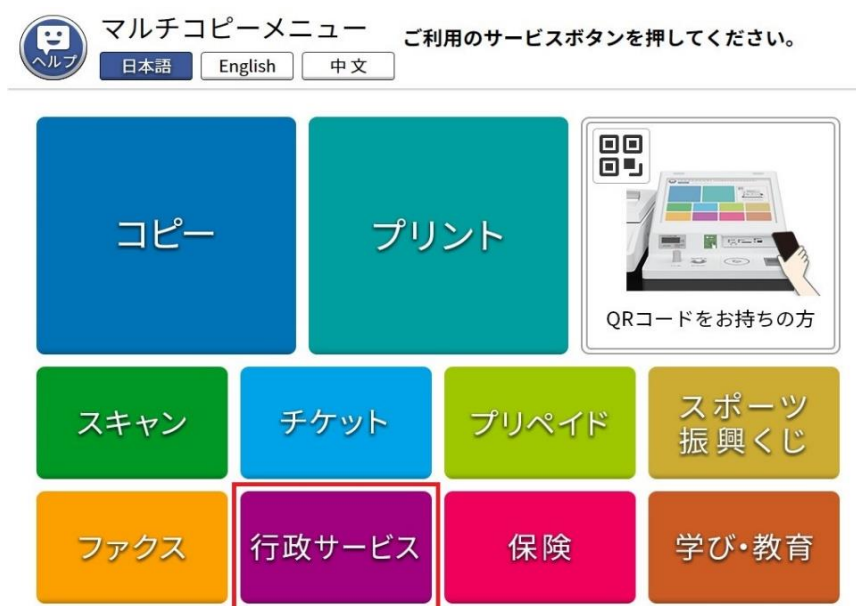 ヘルプ
マルチコピーメニュー
ご利用のサービスボタンを押してください。
日本語
English
中文
コピー
プリント
QRコードをお持ちの方
スキャン
チケット
プリペイド
スポーツ
振興くじ
ファクス
行政サービス
保険
学び・教育